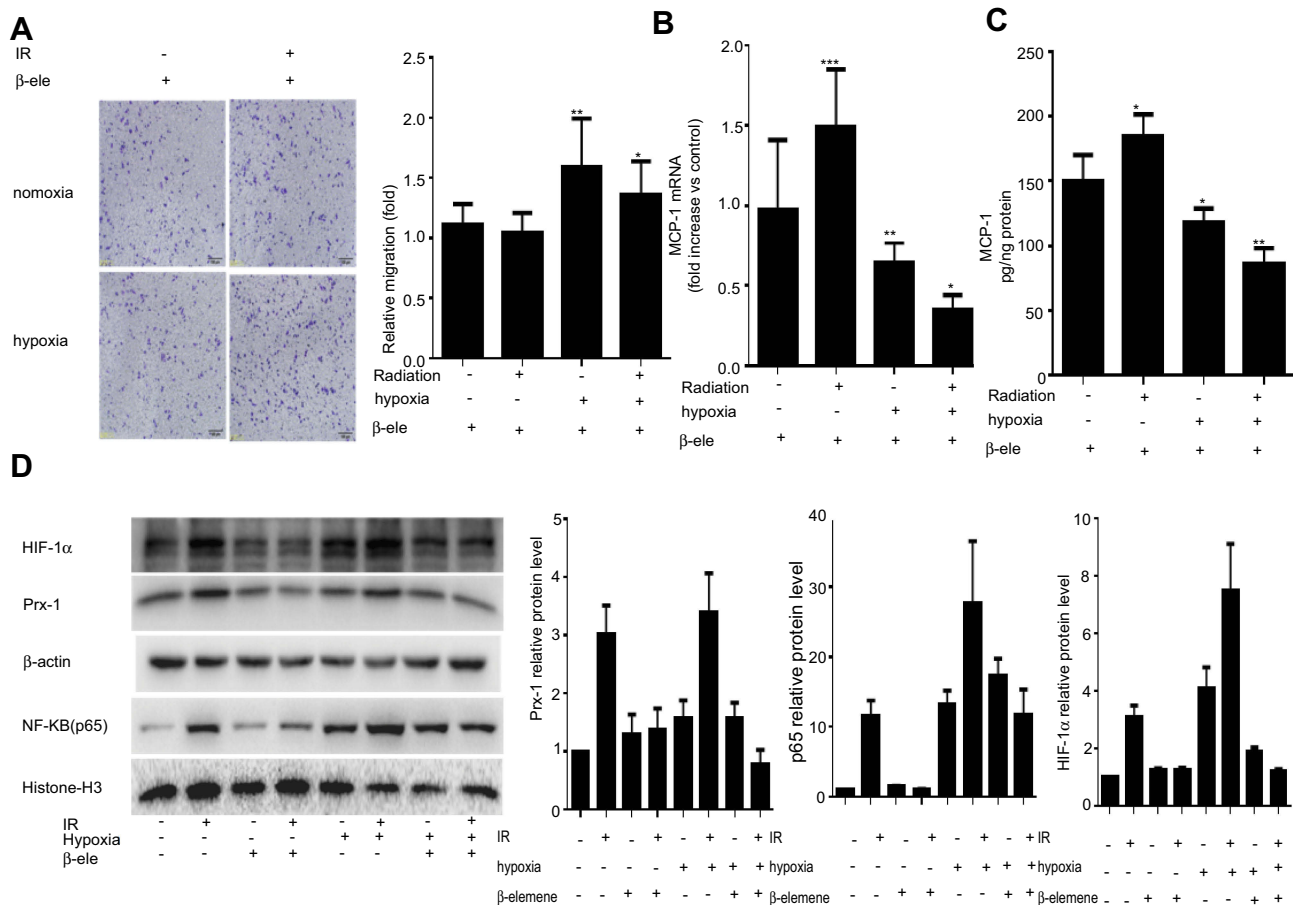 A
IR - +
β-ele + +
nomoxia
hypoxia
Relative migration (fold)
2.5
2.0
1.5
1.0
0.5
0.0
** *
Radiation - + - +
hypoxia - - + +
β-ele + + + +
B
MCP-1 mRNA
(fold increase vs control)
2.0
1.5
1.0
0.5
0.0
*** ** *
Radiation - + - +
hypoxia - - + +
β-ele + + + +
C
MCP-1
pg/ng protein
250
200
150
100
50
0
* * **
Radiation - + - +
hypoxia - - + +
β-ele + + + +
D
HIF-1α
Prx-1
β-actin
NF-KB(p65)
Histone-H3
IR - + - + - + - +
Hypoxia - - - - + + + +
β-ele - - + + - - + +
Prx-1 relative protein level
5
4
3
2
1
0
IR - + - + - + - +
hypoxia - - - - + + + +
β-elemene - - + + - - + +
p65 relative protein level
40
30
20
10
0
IR - + - + - + - +
hypoxia - - - - + + + +
β-elemene - - + + - - + +
HIF-1α relative protein level
10
8
6
4
2
0
- + - + - + - +
- - - - + + + +
- - + + - - + +